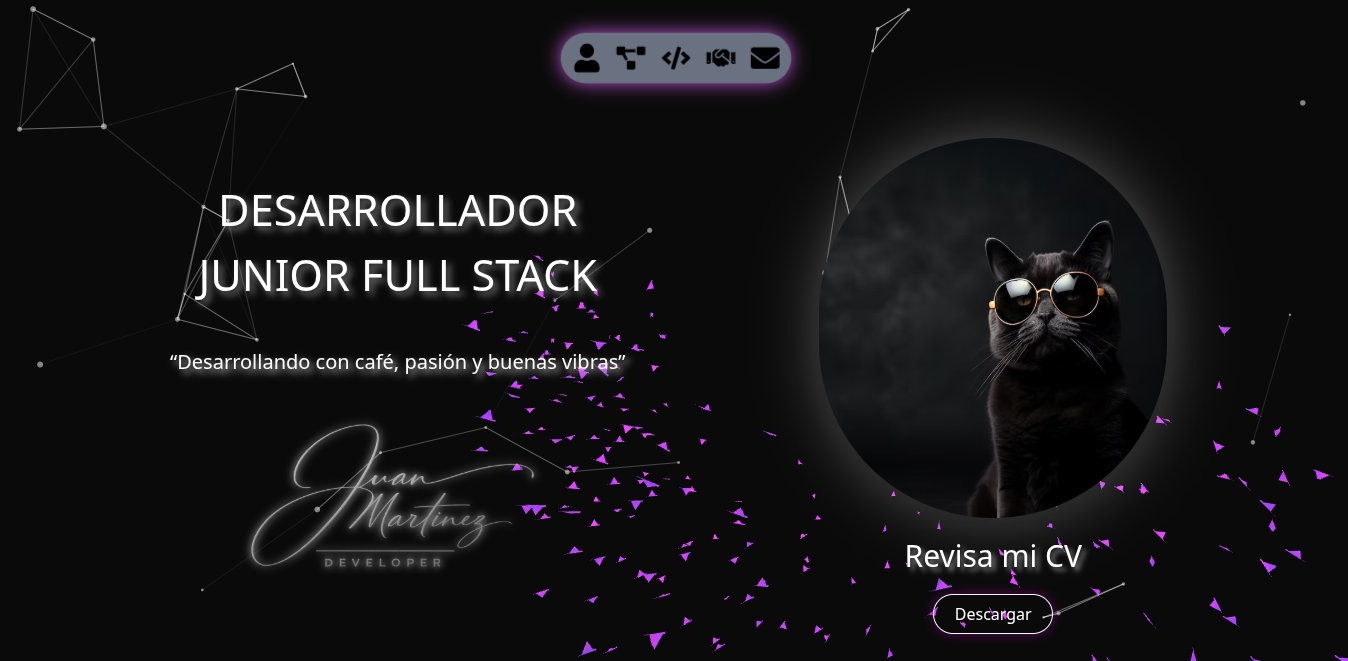 DESARROLLADOR
JUNIOR FULL STACK
“Desarrollando con café, pasión y buenas vibras”
Juan
Martinez
DEVELOPER
Revisa mi CV
Descargar